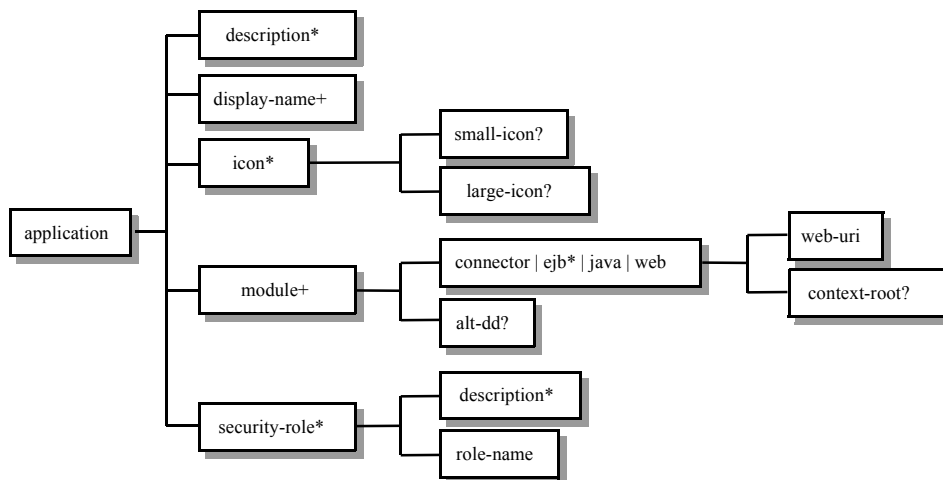 description*
display-name+
small-icon?
icon*
large-icon?
application
web-uri
connector | ejb* | java | web
module+
context-root?
alt-dd?
description*
security-role*
role-name